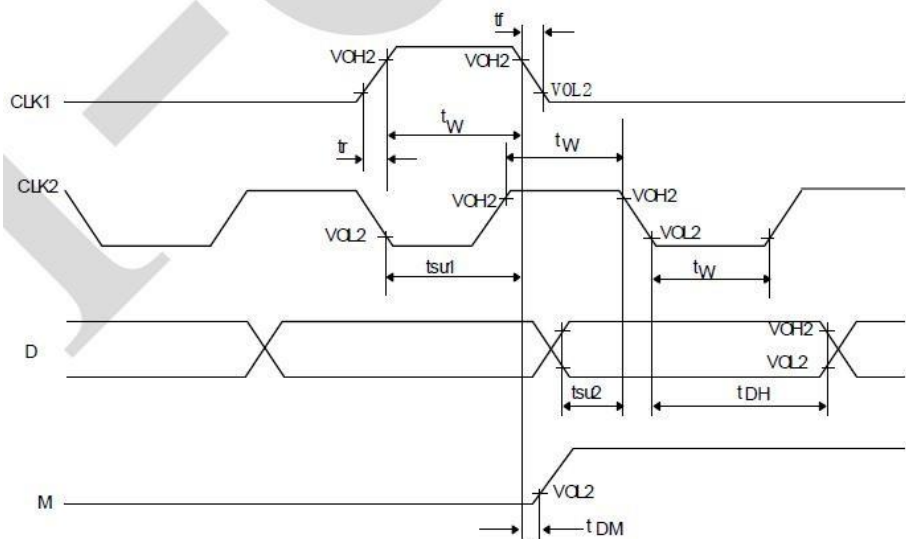 tf
VOH2 VOH2
VOL2
CLK1
tW
tr
tW
CLK2
VOH2 VOH2
VOL2 VOL2
tsu1 tW
VOH2
D
VOL2
tsu2 tDH
M VOL2
tDM